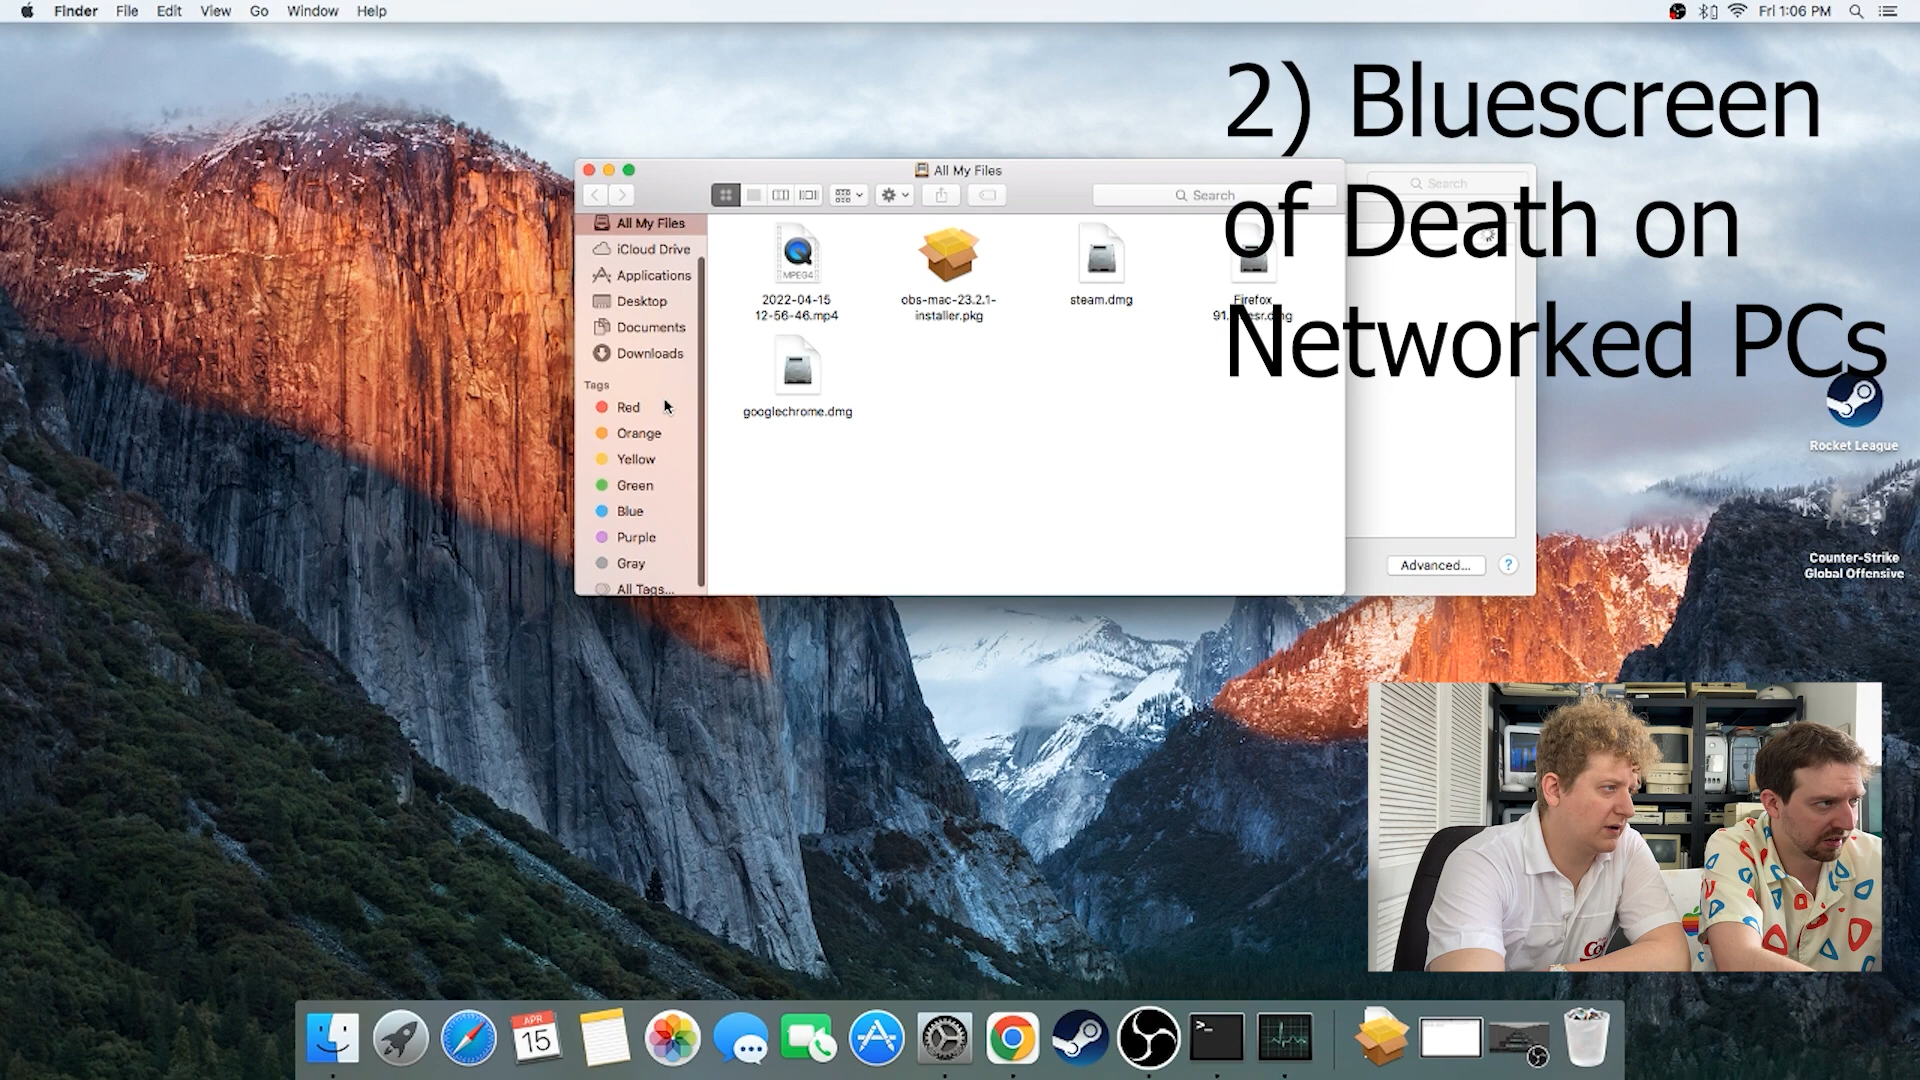 Finder File Edit View Go Window Help
Fri 1:06 PM
2) Bluescreen
of Death on
Networked PCs
All My Files
Search
Search
All My Files
iCloud Drive
Applications
Desktop
Documents
Downloads
Tags
Red
Orange
Yellow
Green
Blue
Purple
Gray
All Tags...
MPEG4
2022-04-15
12-56-46.mp4
obs-mac-23.2.1-
installer.pkg
steam.dmg
Firefox
googlechrome.dmg
Advanced...
?
Rocket League
Counter-Strike
Global Offensive
APR
15